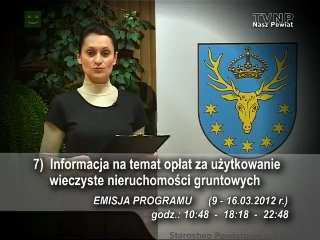 TVNP
Nasz Powiat
7) Informacja na temat opłat za użytkowanie
wieczyste nieruchomości gruntowych
EMISJA PROGRAMU (9 - 16.03.2012 r.)
godz.: 10:48 - 18:18 - 22:48
Starostwo Powiatowe